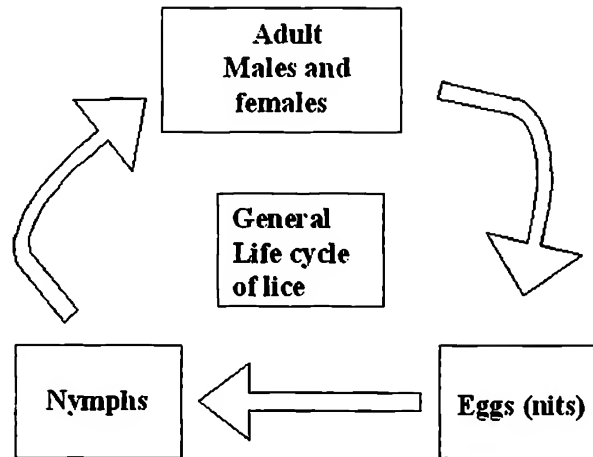 Adult
Males and
females
General
Life cycle
of lice
Nymphs
Eggs (nits)